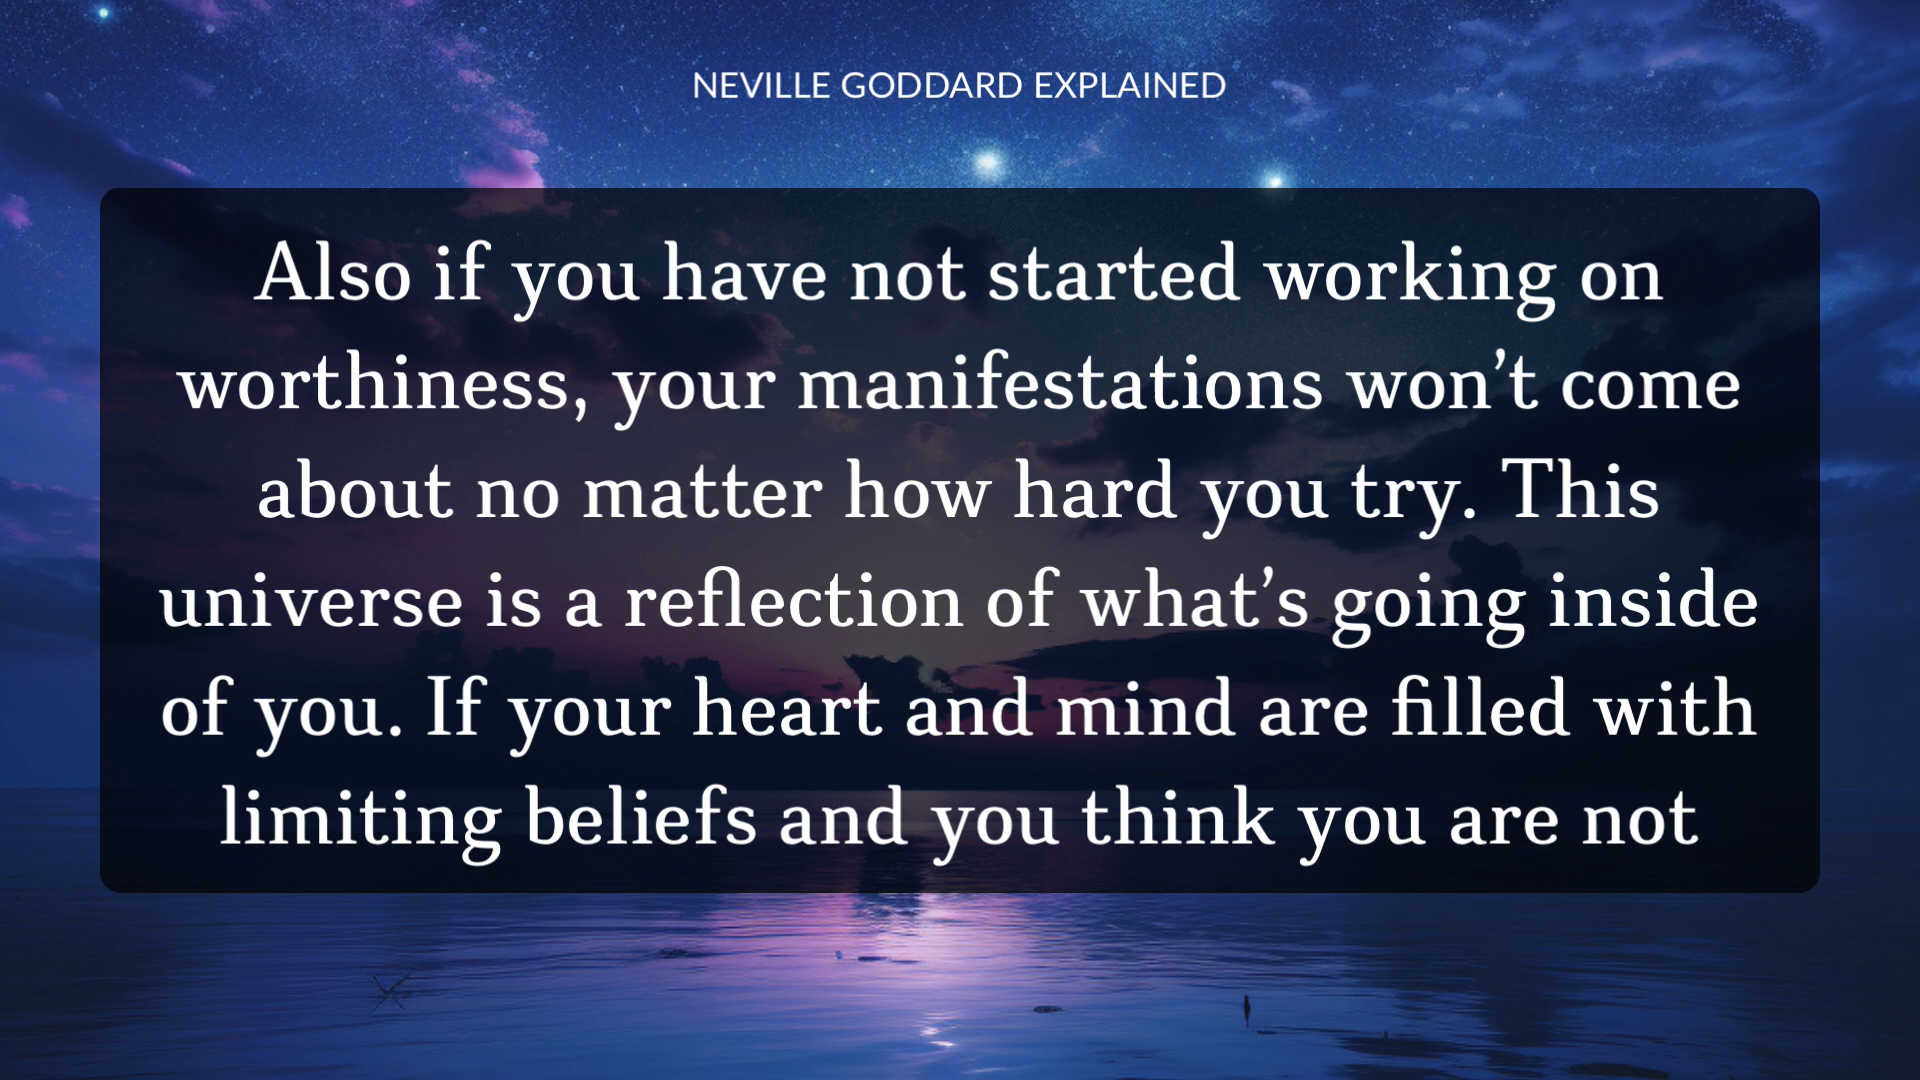 NEVILLE GODDARD EXPLAINED
Also if you have not started working on
worthiness, your manifestations won’t come
about no matter how hard you try. This
universe is a reflection of what’s going inside
of you. If your heart and mind are filled with
limiting beliefs and you think you are not